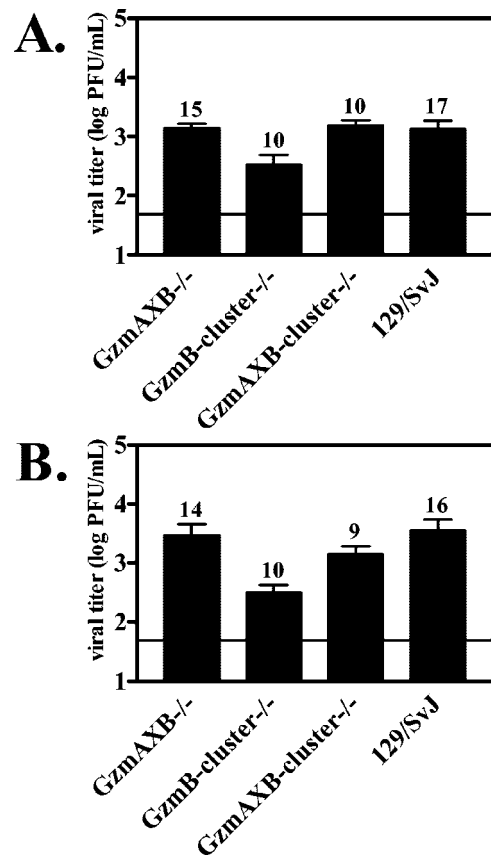 A.
viral titer (log PFU/mL)
5
4
3
2
1
15
10
10
17
GzmAXB-/-
GzmB-cluster-/-
GzmAXB-cluster-/-
129/SvJ
B.
viral titer (log PFU/mL)
5
4
3
2
1
14
10
9
16
GzmAXB-/-
GzmB-cluster-/-
GzmAXB-cluster-/-
129/SvJ